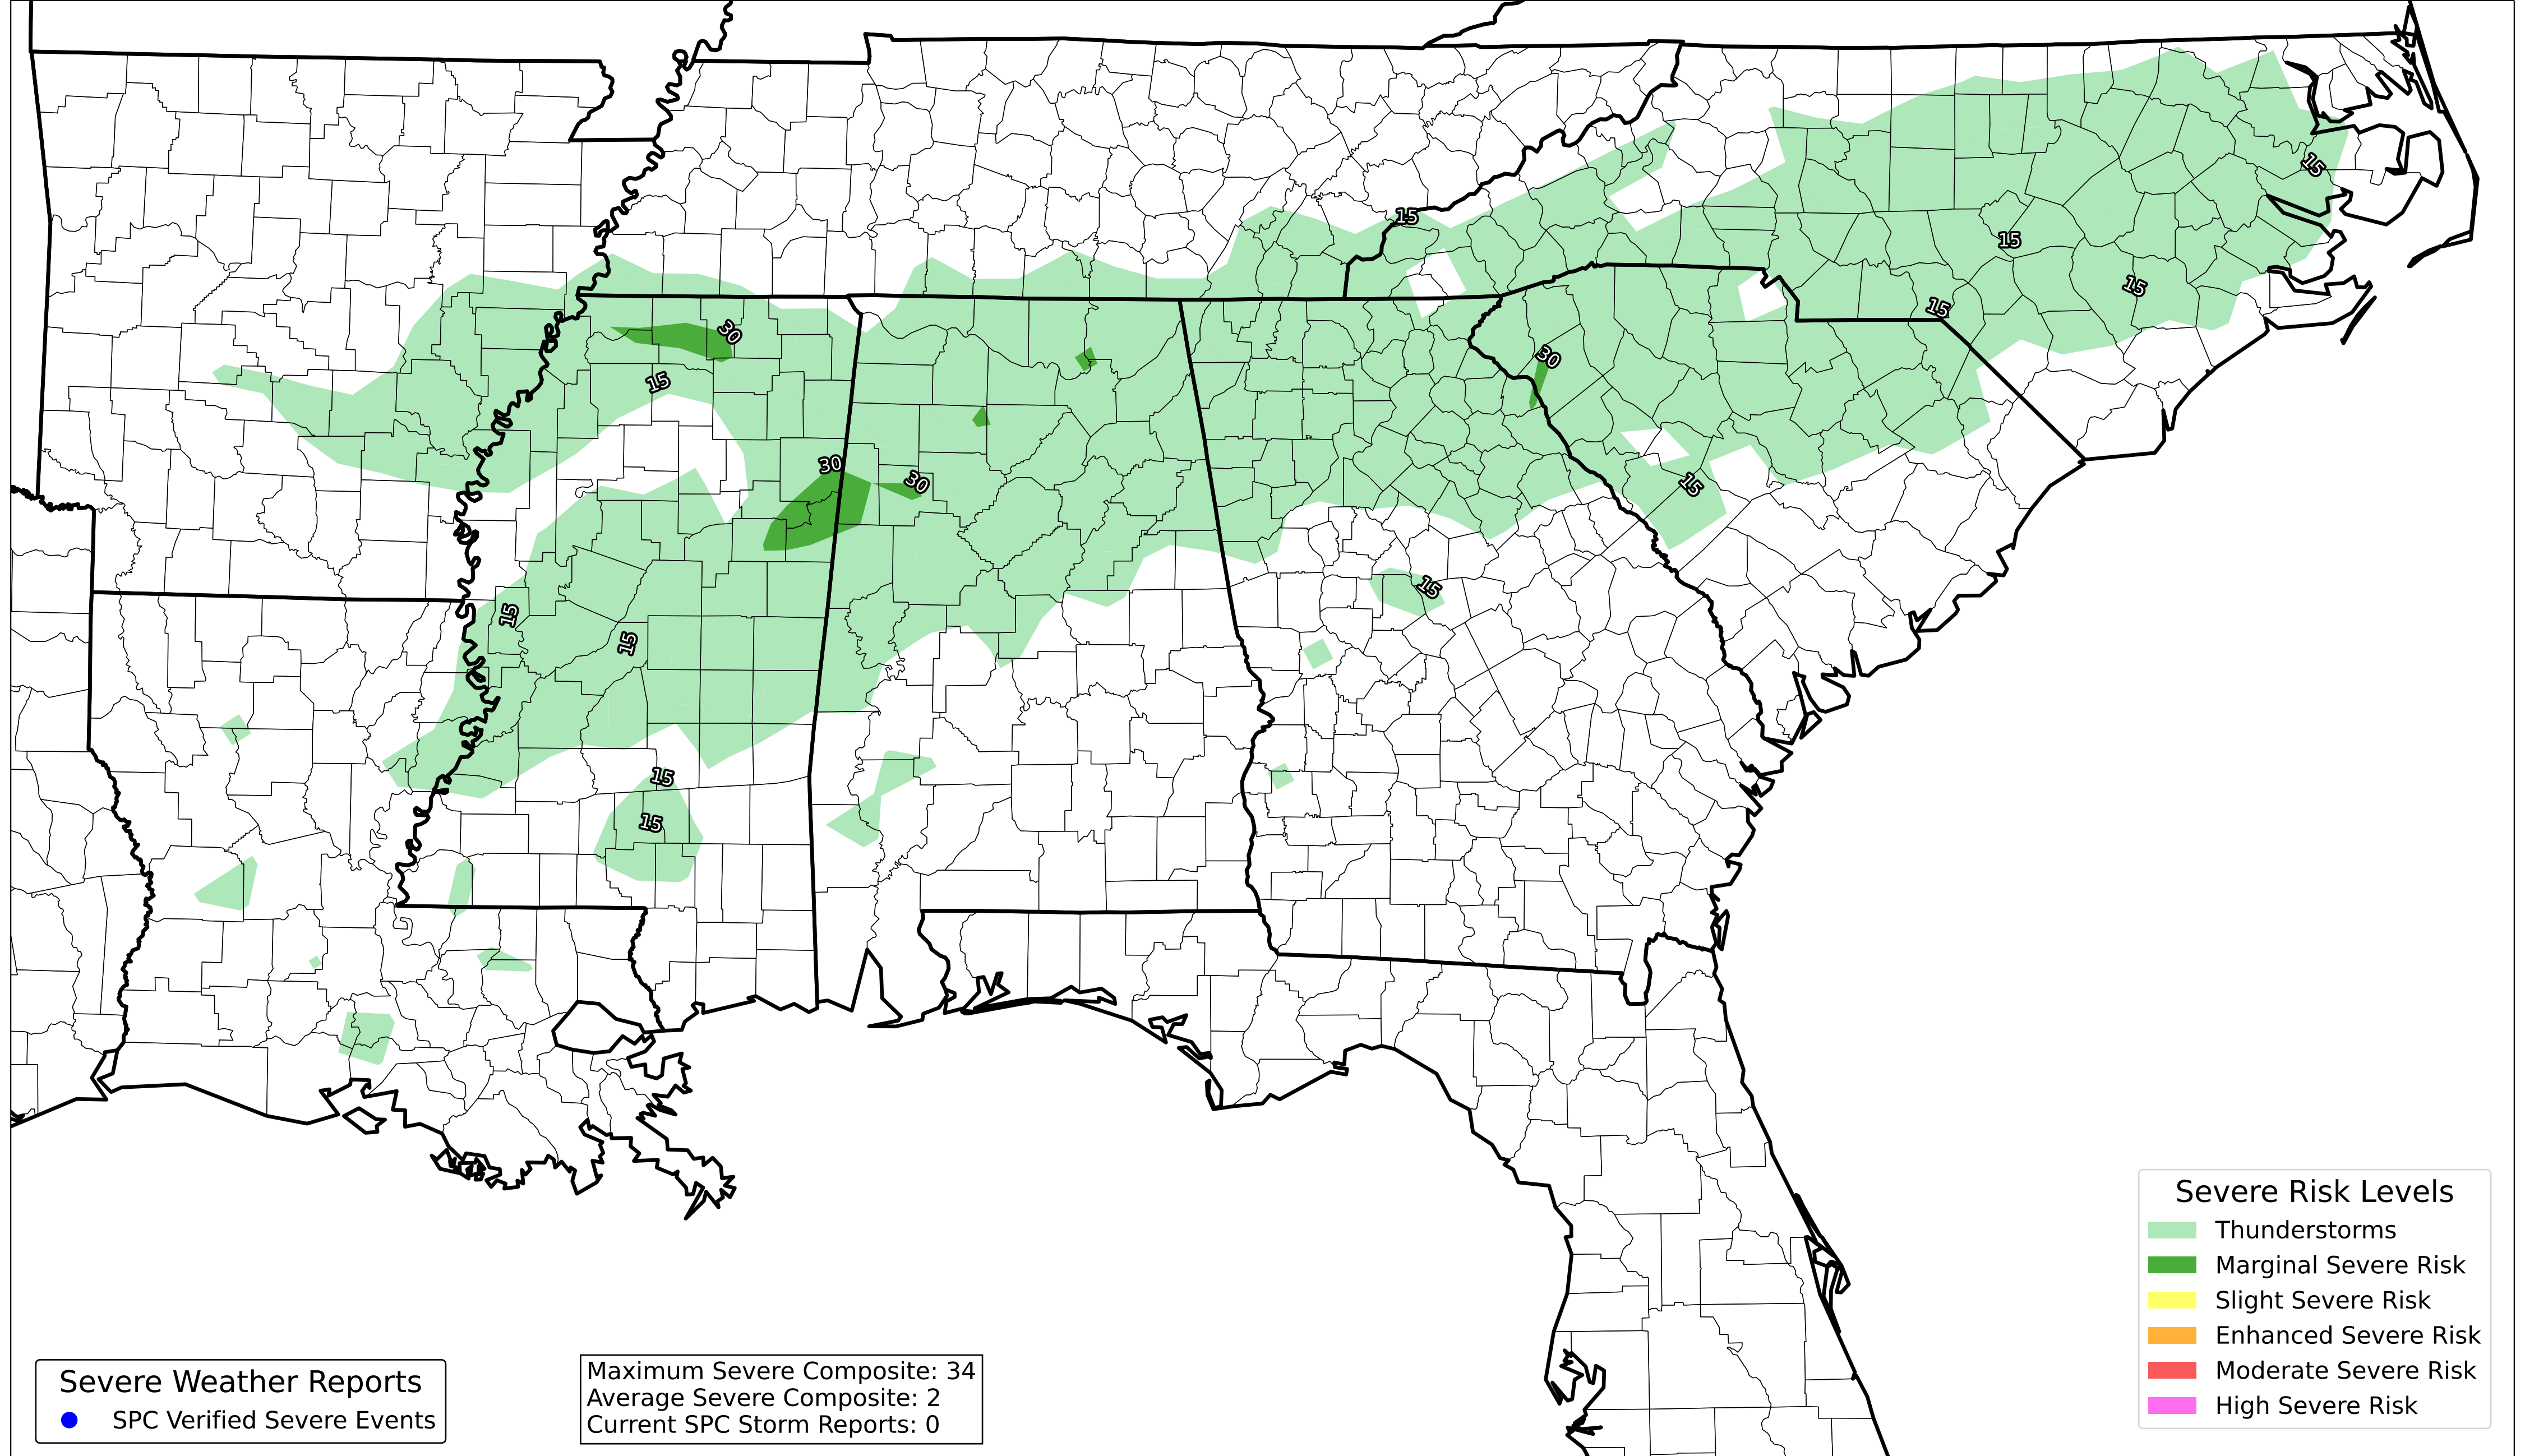 15
15
15
15
15
30
30
15
30
30
15
15
15
15
15
15
Severe Risk Levels
Thunderstorms
Marginal Severe Risk
Slight Severe Risk
Enhanced Severe Risk
Moderate Severe Risk
High Severe Risk
Severe Weather Reports
SPC Verified Severe Events
Maximum Severe Composite: 34
Average Severe Composite: 2
Current SPC Storm Reports: 0